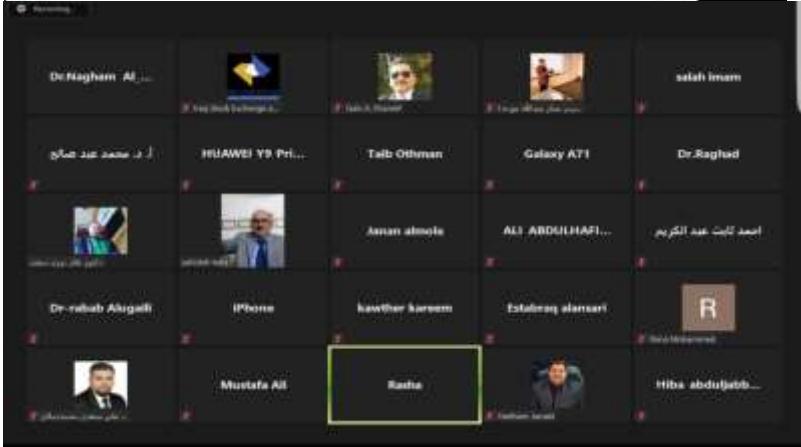 Recording
Dr.Nagham Al_...
salah imam
أ. د. محمد عبد صالح
HUAWEI Y9 Pri...
Taib Othman
Galaxy A71
Dr.Raghad
Janan almola
ALI ABDULHAFI...
احمد ثابت عبد الكريم
Dr-rabab Alugaili
iPhone
kawther kareem
Estabraq alansari
R
Mustafa Ali
Rasha
Hiba abduljabb...